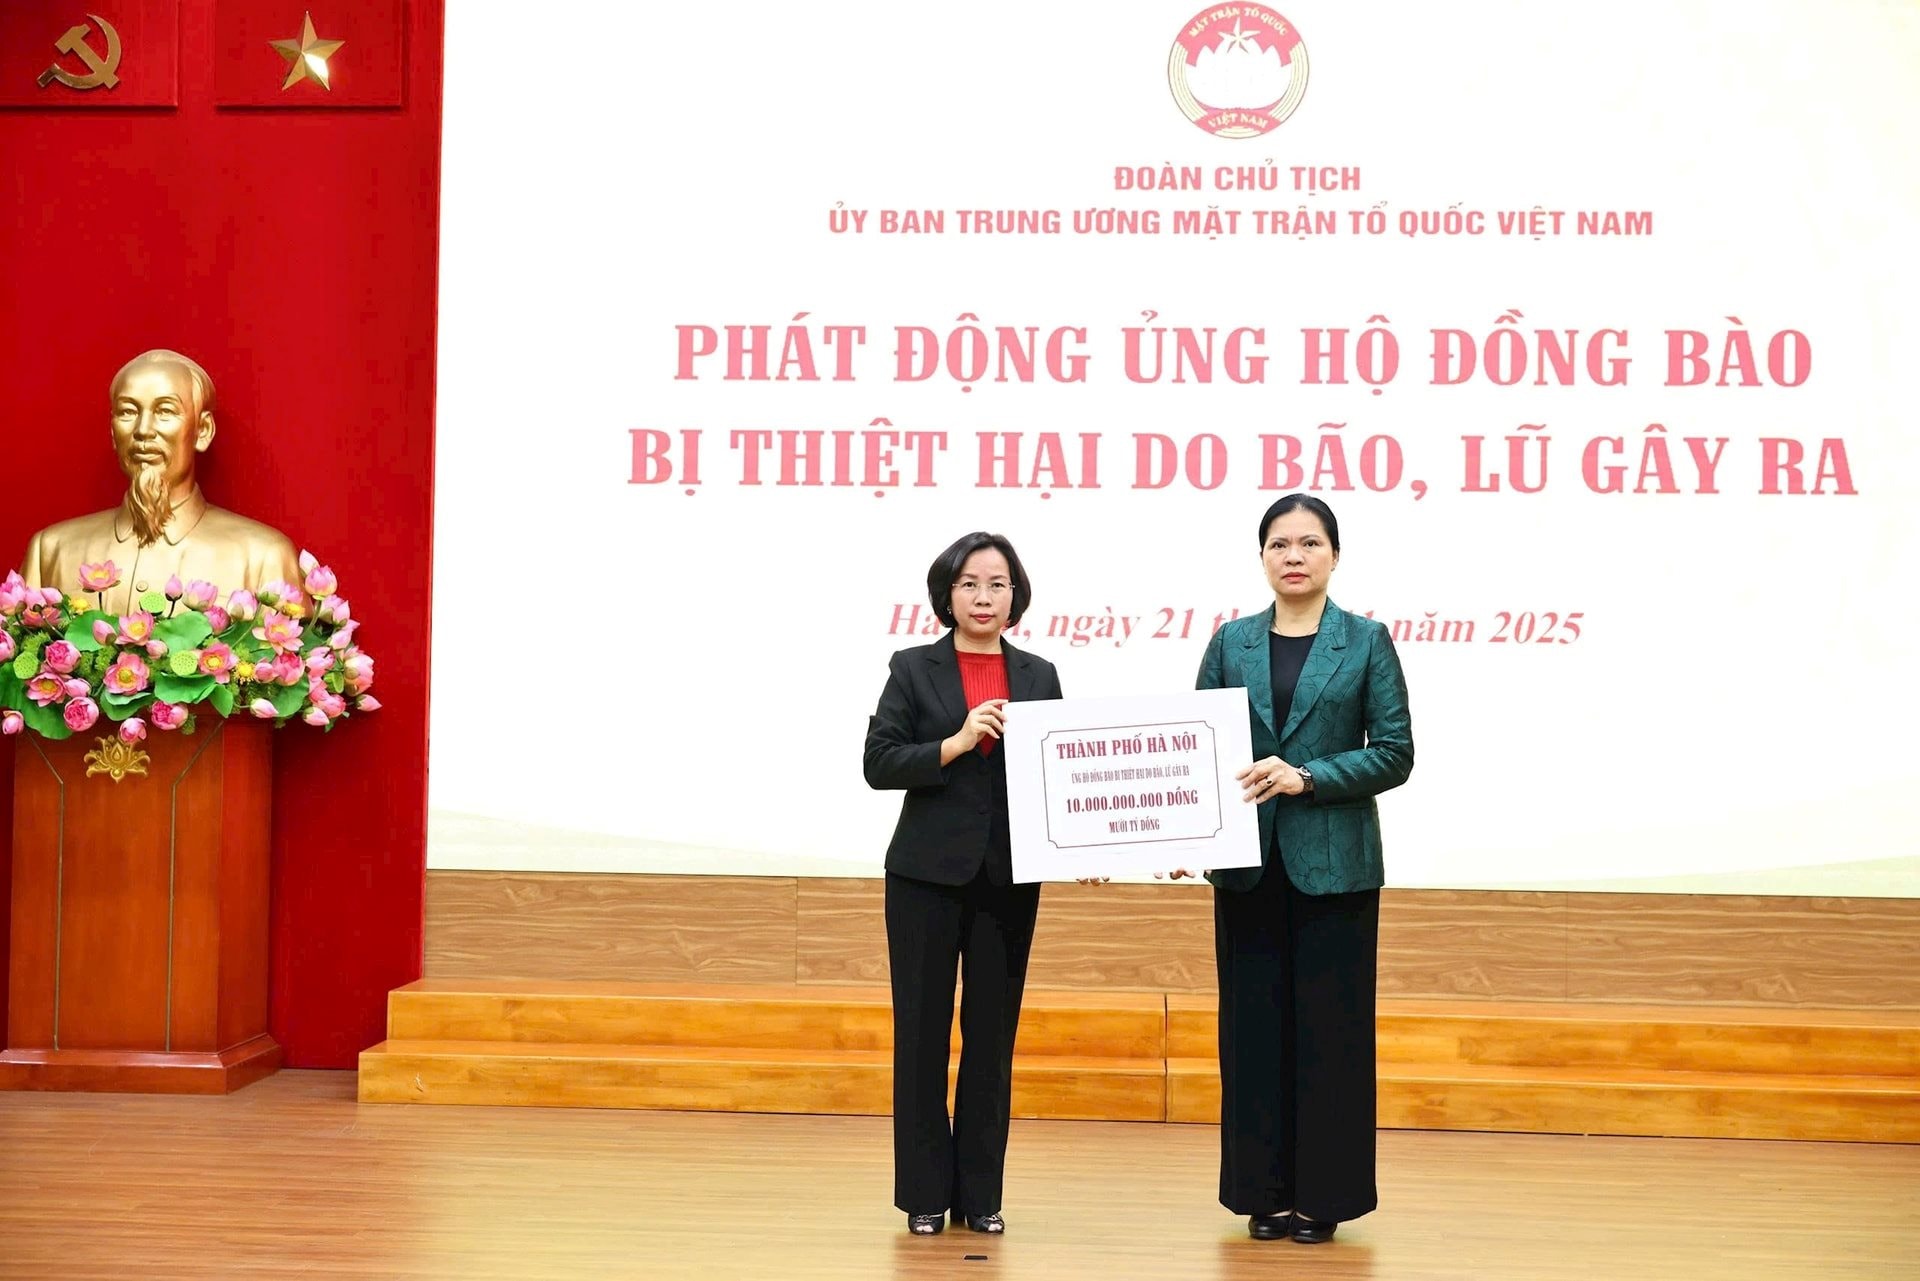 MẶT TRẬN TỔ QUỐC
VIỆT NAM
ĐOÀN CHỦ TỊCH
ỦY BAN TRUNG ƯƠNG MẶT TRẬN TỔ QUỐC VIỆT NAM
PHÁT ĐỘNG ỦNG HỘ ĐỒNG BÀO
BỊ THIỆT HẠI DO BÃO, LŨ GÂY RA
ngày 21 năm 2025
THÀNH PHỐ HÀ NỘI
ỦNG HỘ ĐỒNG BÀO BỊ THIỆT HẠI DO BÃO, LŨ GÂY RA
10.000.000.000 ĐỒNG
MƯỜI TỶ ĐỒNG